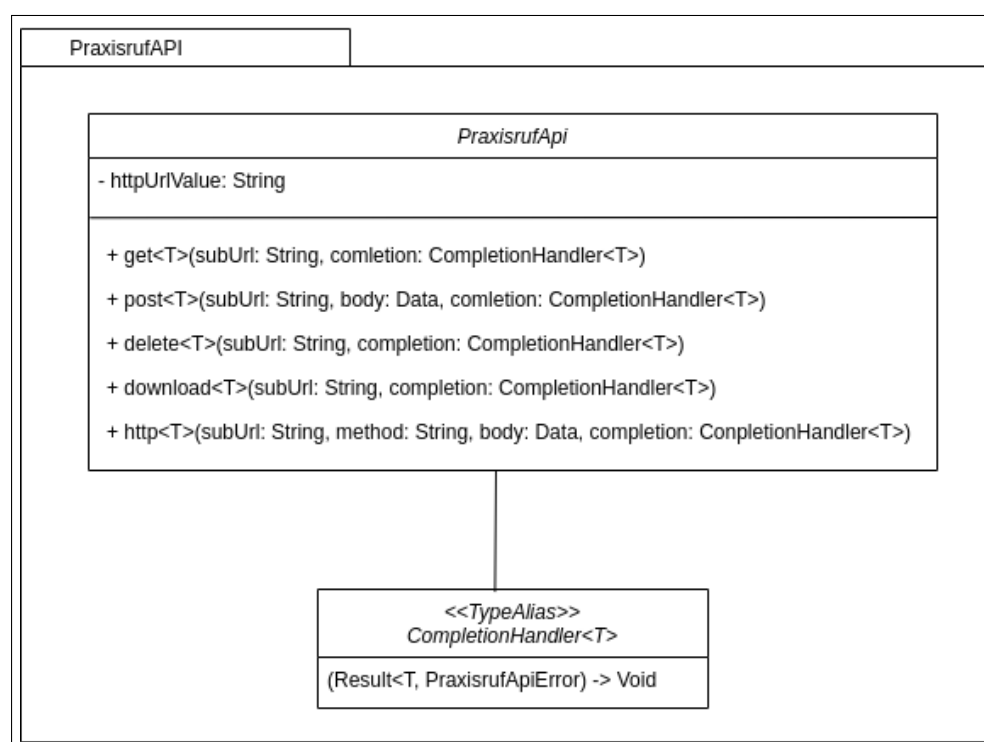 PraxisrufAPI
PraxisrufApi
- httpUrlValue: String
+ get<T>(subUrl: String, comletion: CompletionHandler<T>)
+ post<T>(subUrl: String, body: Data, comletion: CompletionHandler<T>)
+ delete<T>(subUrl: String, completion: CompletionHandler<T>)
+ download<T>(subUrl: String, completion: CompletionHandler<T>)
+ http<T>(subUrl: String, method: String, body: Data, completion: ConpletionHandler<T>)
<<TypeAlias>>
CompletionHandler<T>
(Result<T, PraxisrufApiError) -> Void